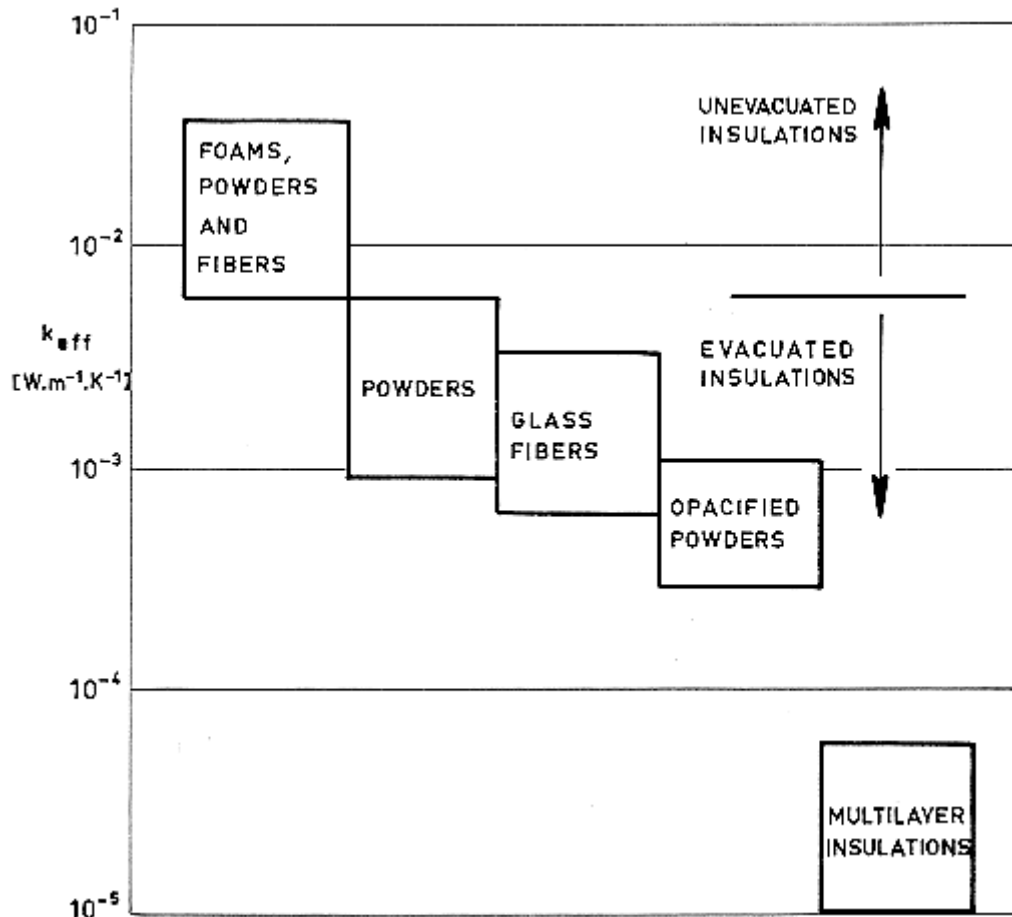 10⁻¹
UNEVACUATED
INSULATIONS
FOAMS,
POWDERS
AND
FIBERS
10⁻²
kₑff
[W.m⁻¹.K⁻¹]
EVACUATED
INSULATIONS
POWDERS
GLASS
FIBERS
10⁻³
OPACIFIED
POWDERS
10⁻⁴
MULTILAYER
INSULATIONS
10⁻⁵